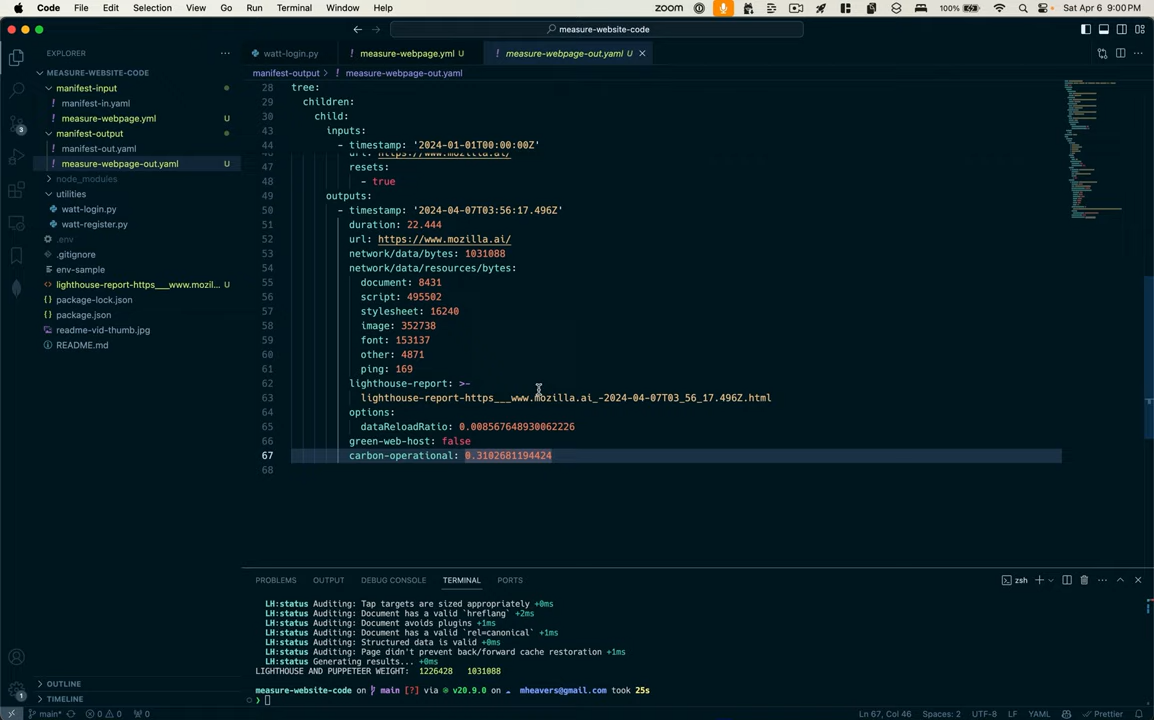 Code File Edit Selection View Go Run Terminal Window Help zoom 100% Sat Apr 6 9:00 PM
measure-website-code
EXPLORER
watt-login.py
measure-webpage.yml U
measure-webpage-out.yaml U
MEASURE-WEBSITE-CODE
manifest-output > measure-webpage-out.yaml
manifest-input
manifest-in.yaml
measure-webpage.yml U
manifest-output
manifest-out.yaml
measure-webpage-out.yaml U
node_modules
utilities
watt-login.py
watt-register.py
.env
.gitignore
env-sample
lighthouse-report-https___www.mozil... U
package-lock.json
package.json
readme-vid-thumb.jpg
README.md
3
OUTLINE
TIMELINE
28 tree:
29 children:
30 child:
43 inputs:
44 - timestamp: '2024-01-01T00:00:00Z'
46 url: https://www.mozilla.ai/
47 resets:
48 - true
49 outputs:
50 - timestamp: '2024-04-07T03:56:17.496Z'
51 duration: 22.444
52 url: https://www.mozilla.ai/
53 network/data/bytes: 1031088
54 network/data/resources/bytes:
55 document: 8431
56 script: 495502
57 stylesheet: 16240
58 image: 352738
59 font: 153137
60 other: 4871
61 ping: 169
62 lighthouse-report: >-
63 lighthouse-report-https___www.mozilla.ai_-2024-04-07T03_56_17.496Z.html
64 options:
65 dataReloadRatio: 0.008567648930062226
66 green-web-host: false
67 carbon-operational: 0.3102681194424
68
PROBLEMS OUTPUT DEBUG CONSOLE TERMINAL PORTS
zsh
LH:status Auditing: Tap targets are sized appropriately +0ms
LH:status Auditing: Document has a valid `hreflang` +2ms
LH:status Auditing: Document avoids plugins +1ms
LH:status Auditing: Document has a valid `rel=canonical` +1ms
LH:status Auditing: Structured data is valid +0ms
LH:status Auditing: Page didn't prevent back/forward cache restoration +1ms
LH:status Generating results... +0ms
LIGHTHOUSE AND PUPPETEER WEIGHT: 1226428 1031088
measure-website-code on main [?] via v20.9.0 on mheavers@gmail.com took 25s
main* 0 0 0
Ln 67, Col 46 Spaces: 2 UTF-8 LF YAML Prettier